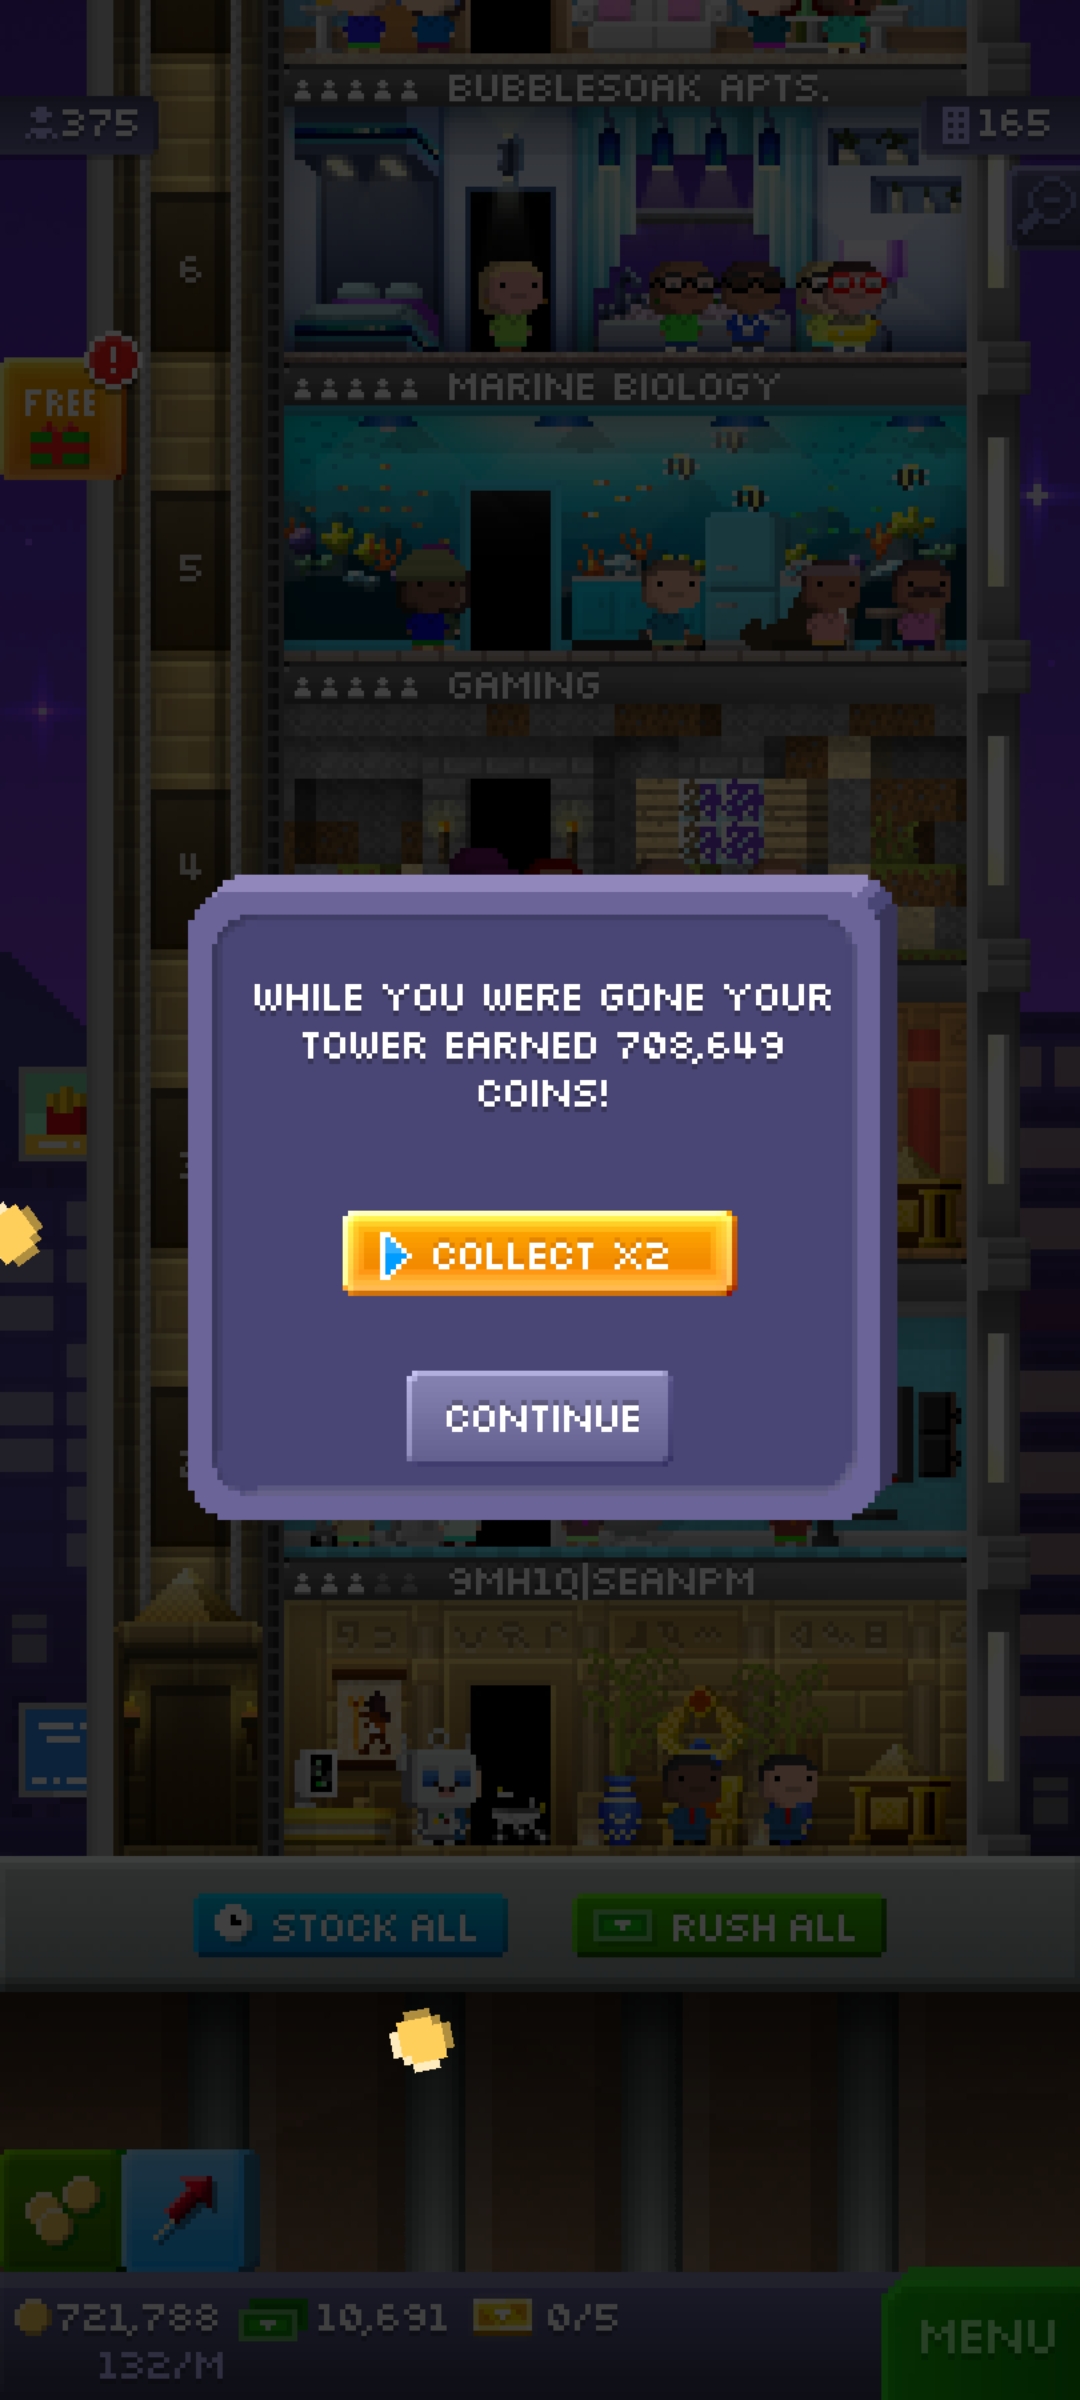 BUBBLESOAK APTS.
375
165
6
MARINE BIOLOGY
FREE
!
5
GAMING
4
WHILE YOU WERE GONE YOUR
TOWER EARNED 708,649
COINS!
COLLECT X2
CONTINUE
9MH1Q|SEANPM
STOCK ALL
RUSH ALL
721,788
10,691
0/5
132/M
MENU